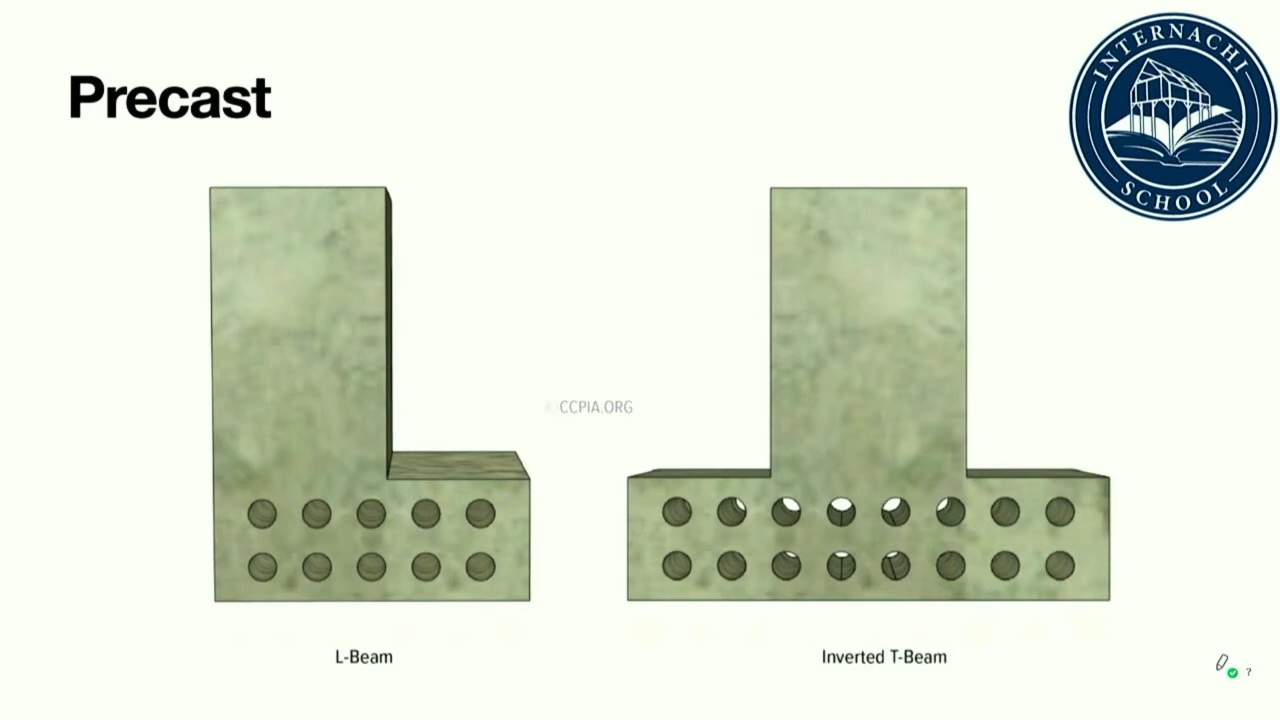 Precast
INTERNACHI
SCHOOL
CCPIA.ORG
L-Beam
Inverted T-Beam
?